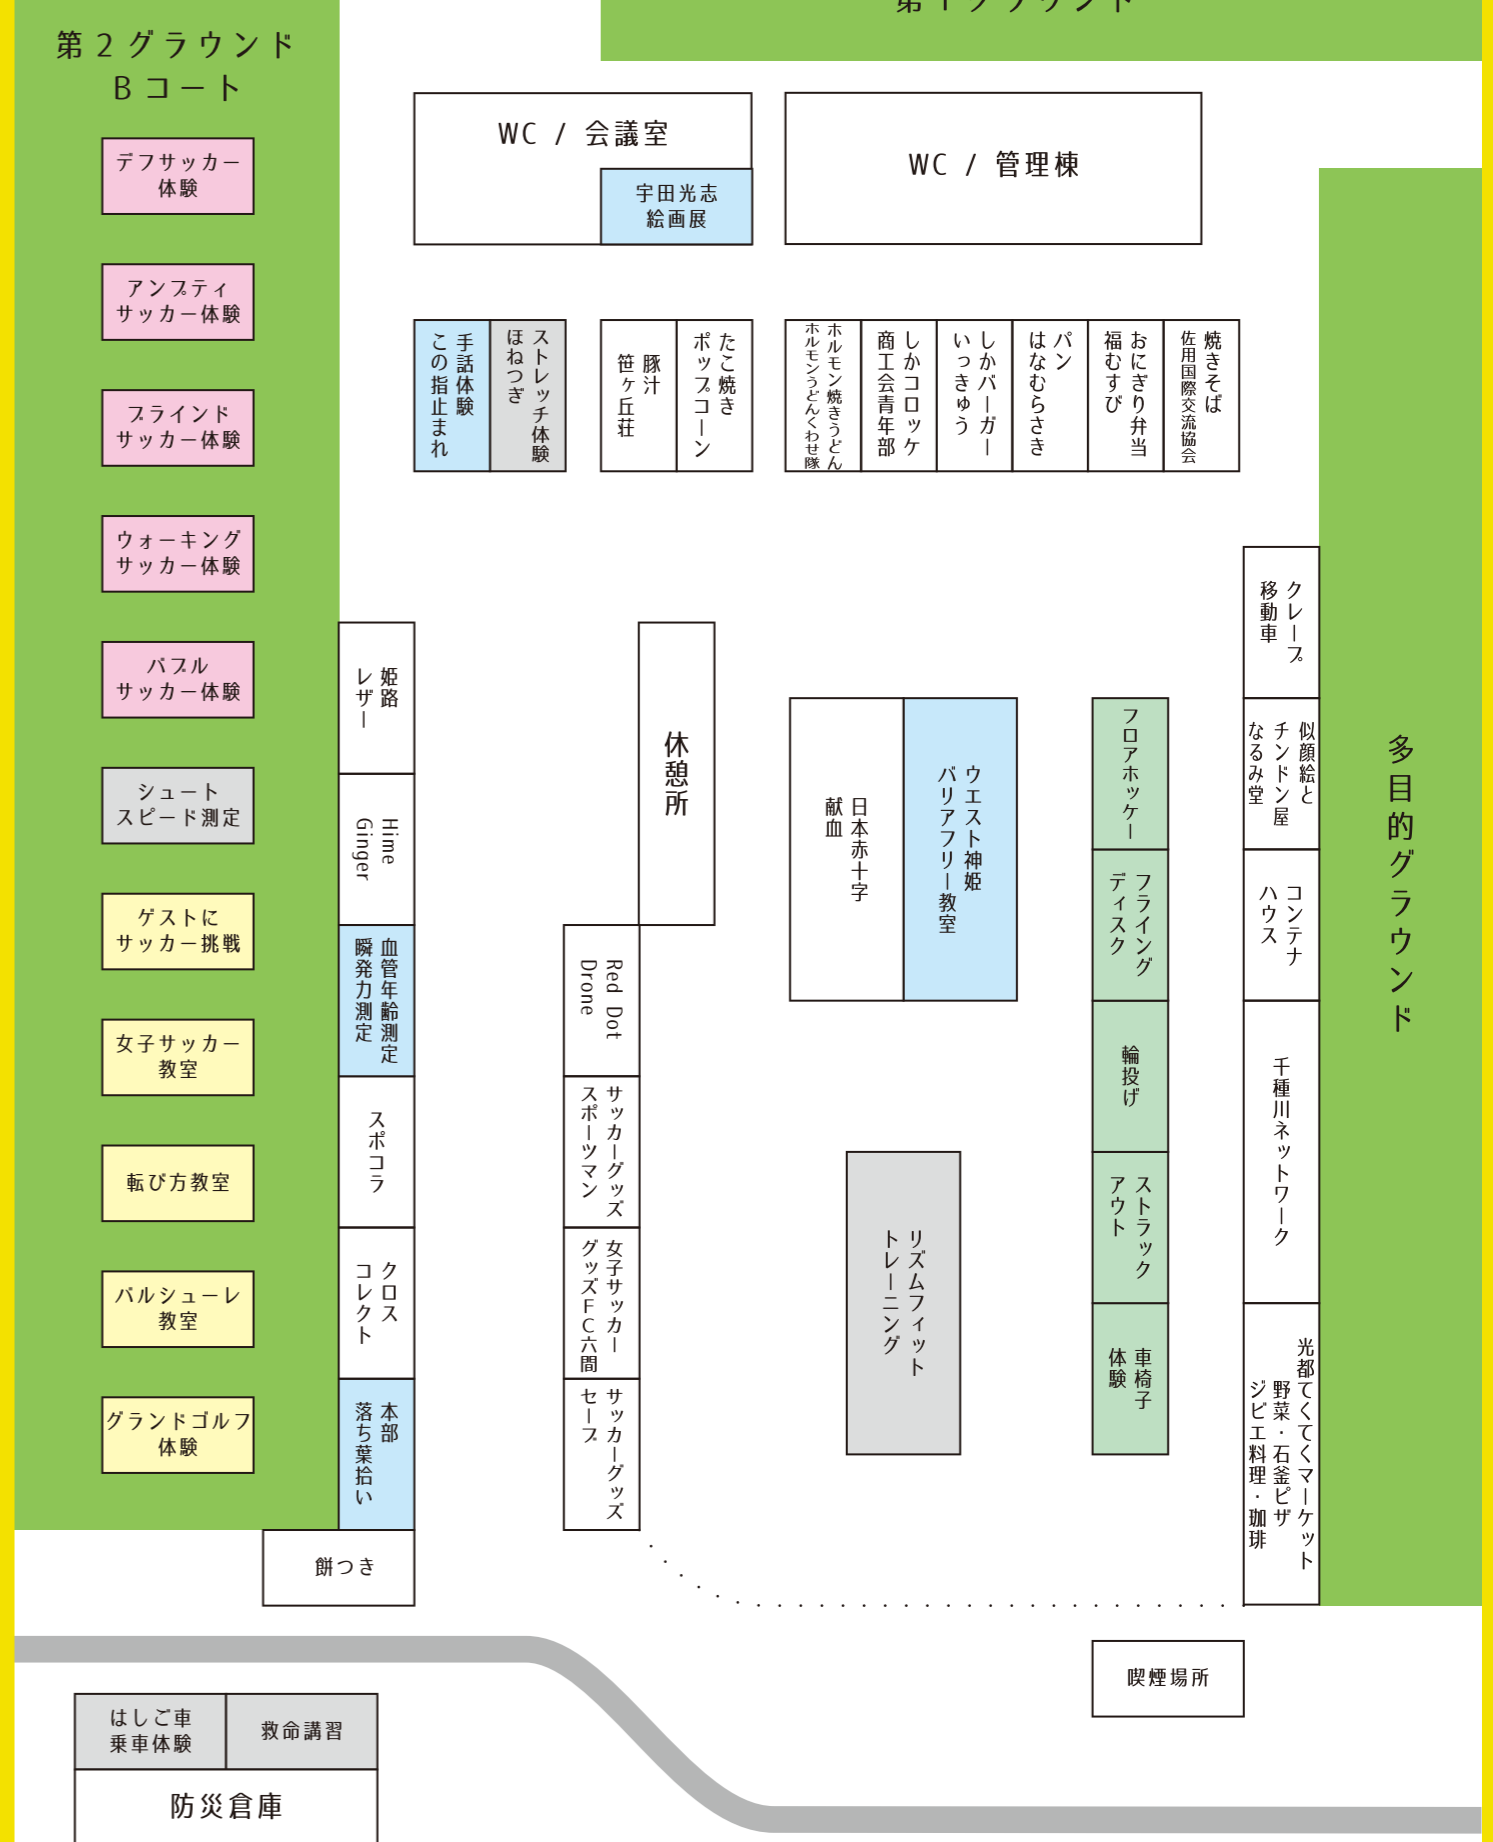 第1グラウンド
第2グラウンド
Bコート
デフサッカー
体験
アンプティ
サッカー体験
ブラインド
サッカー体験
ウォーキング
サッカー体験
バブル
サッカー体験
シュート
スピード測定
ゲストに
サッカー挑戦
女子サッカー
教室
転び方教室
バルシューレ
教室
グランドゴルフ
体験
WC / 会議室
宇田光志
絵画展
WC / 管理棟
手話体験
この指止まれ
ストレッチ体験
ほねつぎ
豚汁
笹ヶ丘荘
たこ焼き
ポップコーン
ホルモン焼きうどん
ホルモンうどんくわせ隊
しかコロッケ
商工会青年部
しかバーガー
いっきゅう
パン
はなむらさき
おにぎり弁当
福むすび
焼きそば
佐用国際交流協会
姫路
レザー
Hime
Ginger
血管年齢測定
瞬発力測定
スポコラ
クロス
コレクト
本部
落ち葉拾い
餅つき
休憩所
Red Dot
Drone
サッカーグッズ
スポーツマン
女子サッカー
グッズFC六間
サッカーグッズ
セーブ
日本赤十字
献血
ウエスト神姫
バリアフリー教室
リズムフィット
トレーニング
フロアホッケー
フライング
ディスク
輪投げ
ストラック
アウト
車椅子
体験
クレープ
移動車
似顔絵と
チンドン屋
なるみ堂
コンテナ
ハウス
千種川ネットワーク
光都てくてくマーケット
野菜・石釜ピザ
ジビエ料理・珈琲
多目的グラウンド
喫煙場所
はしご車
乗車体験
救命講習
防災倉庫